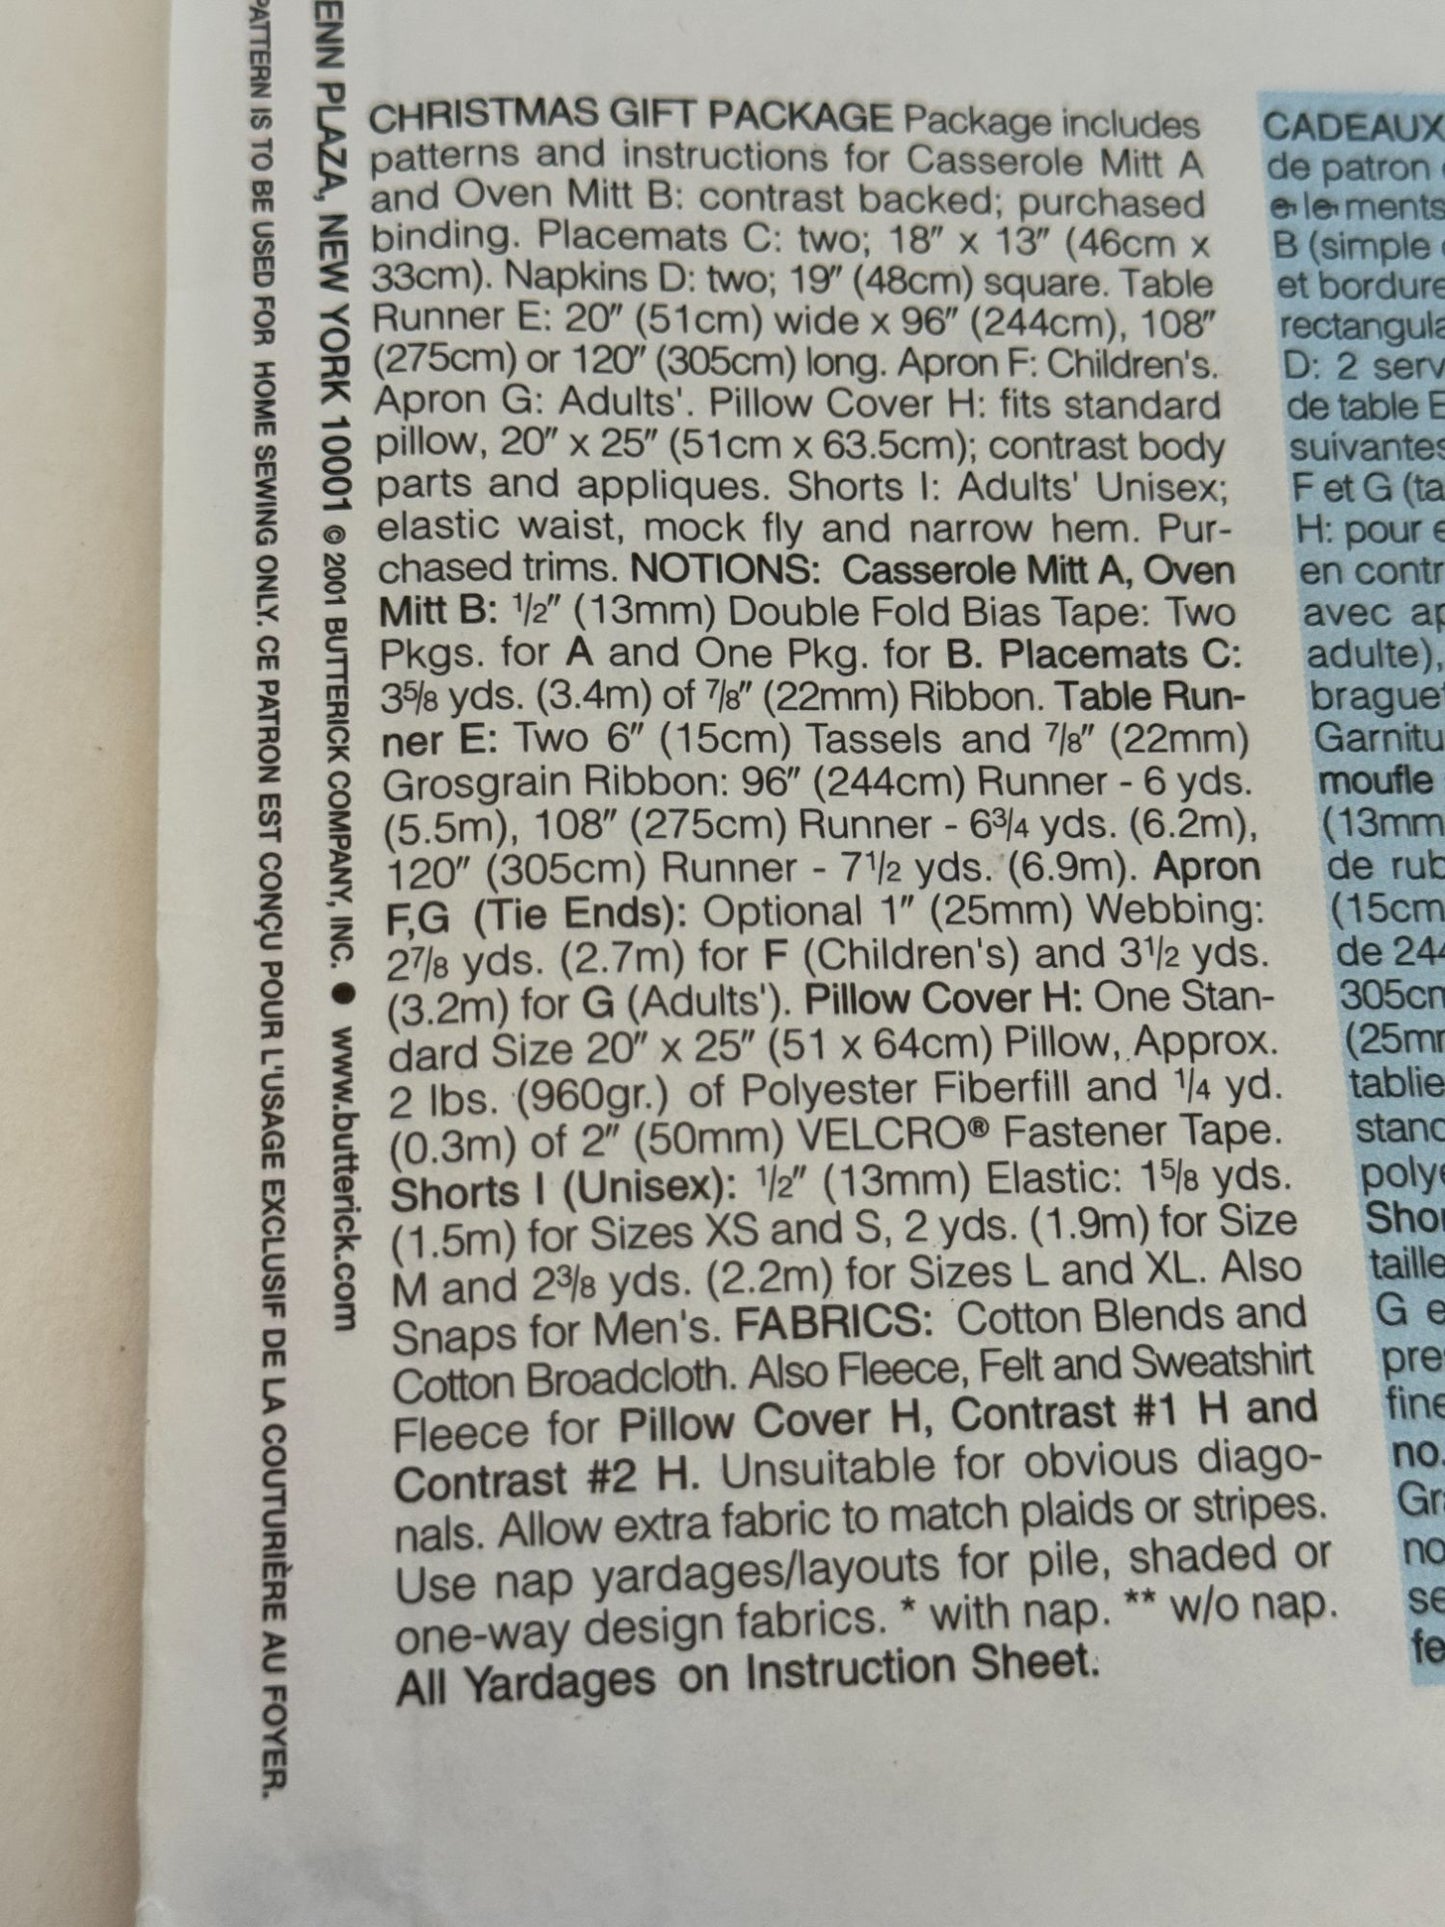 PATTERN IS TO BE USED FOR HOME SEWING ONLY. CE PATRON EST CONÇU POUR L'USAGE EXCLUSIF DE LA COUTURIÈRE AU FOYER.
ENN PLAZA, NEW YORK 10001 © 2001 BUTTERICK COMPANY, INC. ● www.butterick.com
CHRISTMAS GIFT PACKAGE Package includes
patterns and instructions for Casserole Mitt A
and Oven Mitt B: contrast backed; purchased
binding. Placemats C: two; 18" x 13" (46cm x
33cm). Napkins D: two; 19" (48cm) square. Table
Runner E: 20" (51cm) wide x 96" (244cm), 108"
(275cm) or 120" (305cm) long. Apron F: Children's.
Apron G: Adults'. Pillow Cover H: fits standard
pillow, 20" x 25" (51cm x 63.5cm); contrast body
parts and appliques. Shorts I: Adults' Unisex;
elastic waist, mock fly and narrow hem. Pur-
chased trims. NOTIONS: Casserole Mitt A, Oven
Mitt B: 1/2" (13mm) Double Fold Bias Tape: Two
Pkgs. for A and One Pkg. for B. Placemats C:
3 5/8 yds. (3.4m) of 7/8" (22mm) Ribbon. Table Run-
ner E: Two 6" (15cm) Tassels and 7/8" (22mm)
Grosgrain Ribbon: 96" (244cm) Runner - 6 yds.
(5.5m), 108" (275cm) Runner - 6 3/4 yds. (6.2m),
120" (305cm) Runner - 7 1/2 yds. (6.9m). Apron
F,G (Tie Ends): Optional 1" (25mm) Webbing:
2 7/8 yds. (2.7m) for F (Children's) and 3 1/2 yds.
(3.2m) for G (Adults'). Pillow Cover H: One Stan-
dard Size 20" x 25" (51 x 64cm) Pillow, Approx.
2 lbs. (960gr.) of Polyester Fiberfill and 1/4 yd.
(0.3m) of 2" (50mm) VELCRO® Fastener Tape.
Shorts I (Unisex): 1/2" (13mm) Elastic: 1 5/8 yds.
(1.5m) for Sizes XS and S, 2 yds. (1.9m) for Size
M and 2 3/8 yds. (2.2m) for Sizes L and XL. Also
Snaps for Men's. FABRICS: Cotton Blends and
Cotton Broadcloth. Also Fleece, Felt and Sweatshirt
Fleece for Pillow Cover H, Contrast #1 H and
Contrast #2 H. Unsuitable for obvious diago-
nals. Allow extra fabric to match plaids or stripes.
Use nap yardages/layouts for pile, shaded or
one-way design fabrics. * with nap. ** w/o nap.
All Yardages on Instruction Sheet.
CADEAUX
de patron
ments
B (simple
et bordure
rectangula
D: 2 serv
de table E
suivantes
F et G (ta
H: pour e
en contr
avec ap
adulte),
braguet
Garnitu
moufle
(13mm
de rub
(15cm
de 244
305cm
(25mm
tablie
stand
polye
Shor
taille
G e
pre
fine
no.
Gr
no
se
fe